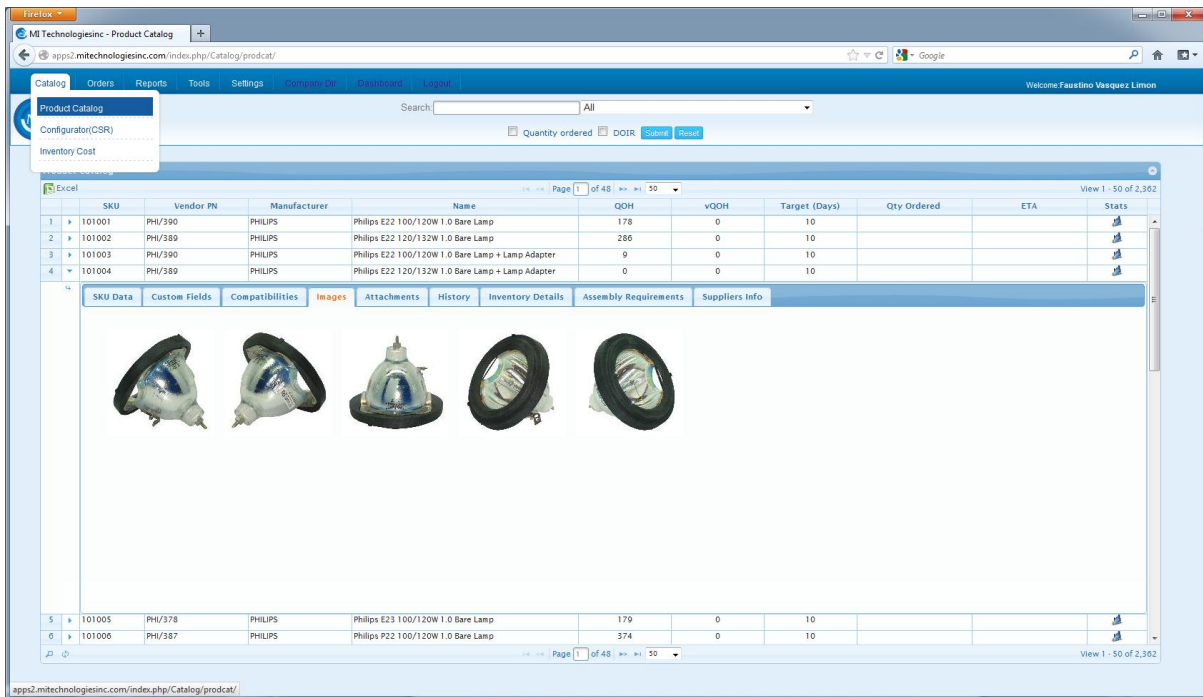 Firefox
MI Technologiesinc - Product Catalog
apps2.mitechnologiesinc.com/index.php/Catalog/prodcat/
Google
Catalog Orders Reports Tools Settings Company Dir Dashboard Logout
Welcome:Faustino Vasquez Limon
Product Catalog
Configurator(CSR)
Inventory Cost
Search: All
Quantity ordered DOIR Submit Reset
Excel Page 1 of 48 50 View 1 - 50 of 2,362
SKU Vendor PN Manufacturer Name QOH vQOH Target (Days) Qty Ordered ETA Stats
1 101001 PHI/390 PHILIPS Philips E22 100/120W 1.0 Bare Lamp 178 0 10
2 101002 PHI/389 PHILIPS Philips E22 120/132W 1.0 Bare Lamp 286 0 10
3 101003 PHI/390 PHILIPS Philips E22 100/120W 1.0 Bare Lamp + Lamp Adapter 9 0 10
4 101004 PHI/389 PHILIPS Philips E22 120/132W 1.0 Bare Lamp + Lamp Adapter 0 0 10
SKU Data Custom Fields Compatibilities Images Attachments History Inventory Details Assembly Requirements Suppliers Info
5 101005 PHI/378 PHILIPS Philips E23 100/120W 1.0 Bare Lamp 179 0 10
6 101006 PHI/387 PHILIPS Philips P22 100/120W 1.0 Bare Lamp 374 0 10
Page 1 of 48 50 View 1 - 50 of 2,362
apps2.mitechnologiesinc.com/index.php/Catalog/prodcat/